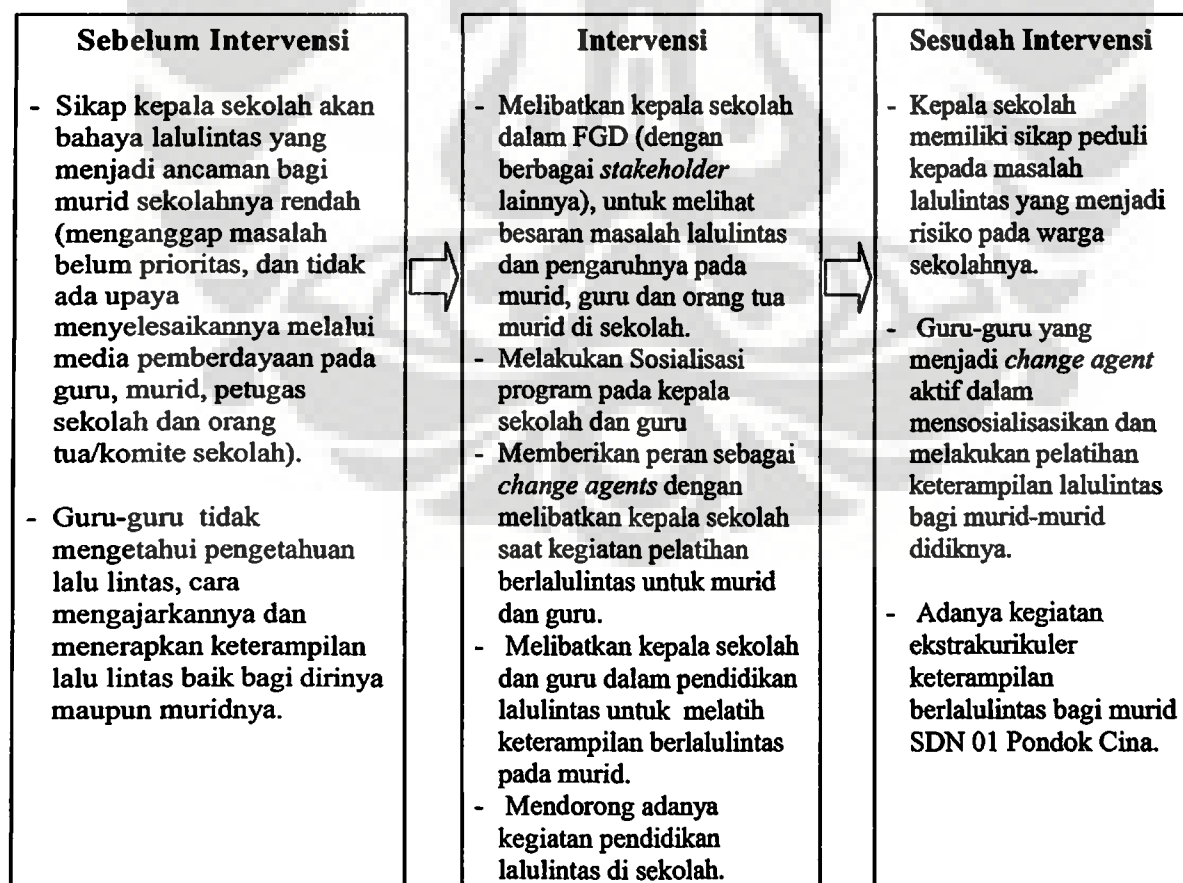 Sebelum Intervensi
- Sikap kepala sekolah akan
bahaya lalulintas yang
menjadi ancaman bagi
murid sekolahnya rendah
(menganggap masalah
belum prioritas, dan tidak
ada upaya
menyelesaikannya melalui
media pemberdayaan pada
guru, murid, petugas
sekolah dan orang
tua/komite sekolah).
- Guru-guru tidak
mengetahui pengetahuan
lalu lintas, cara
mengajarkannya dan
menerapkan keterampilan
lalu lintas baik bagi dirinya
maupun muridnya.
Intervensi
- Melibatkan kepala sekolah
dalam FGD (dengan
berbagai stakeholder
lainnya), untuk melihat
besaran masalah lalulintas
dan pengaruhnya pada
murid, guru dan orang tua
murid di sekolah.
- Melakukan Sosialisasi
program pada kepala
sekolah dan guru
- Memberikan peran sebagai
change agents dengan
melibatkan kepala sekolah
saat kegiatan pelatihan
berlalulintas untuk murid
dan guru.
- Melibatkan kepala sekolah
dan guru dalam pendidikan
lalulintas untuk melatih
keterampilan berlalulintas
pada murid.
- Mendorong adanya
kegiatan pendidikan
lalulintas di sekolah.
Sesudah Intervensi
- Kepala sekolah
memiliki sikap peduli
kepada masalah
lalulintas yang menjadi
risiko pada warga
sekolahnya.
- Guru-guru yang
menjadi change agent
aktif dalam
mensosialisasikan dan
melakukan pelatihan
keterampilan lalulintas
bagi murid-murid
didiknya.
- Adanya kegiatan
ekstrakurikuler
keterampilan
berlalulintas bagi murid
SDN 01 Pondok Cina.